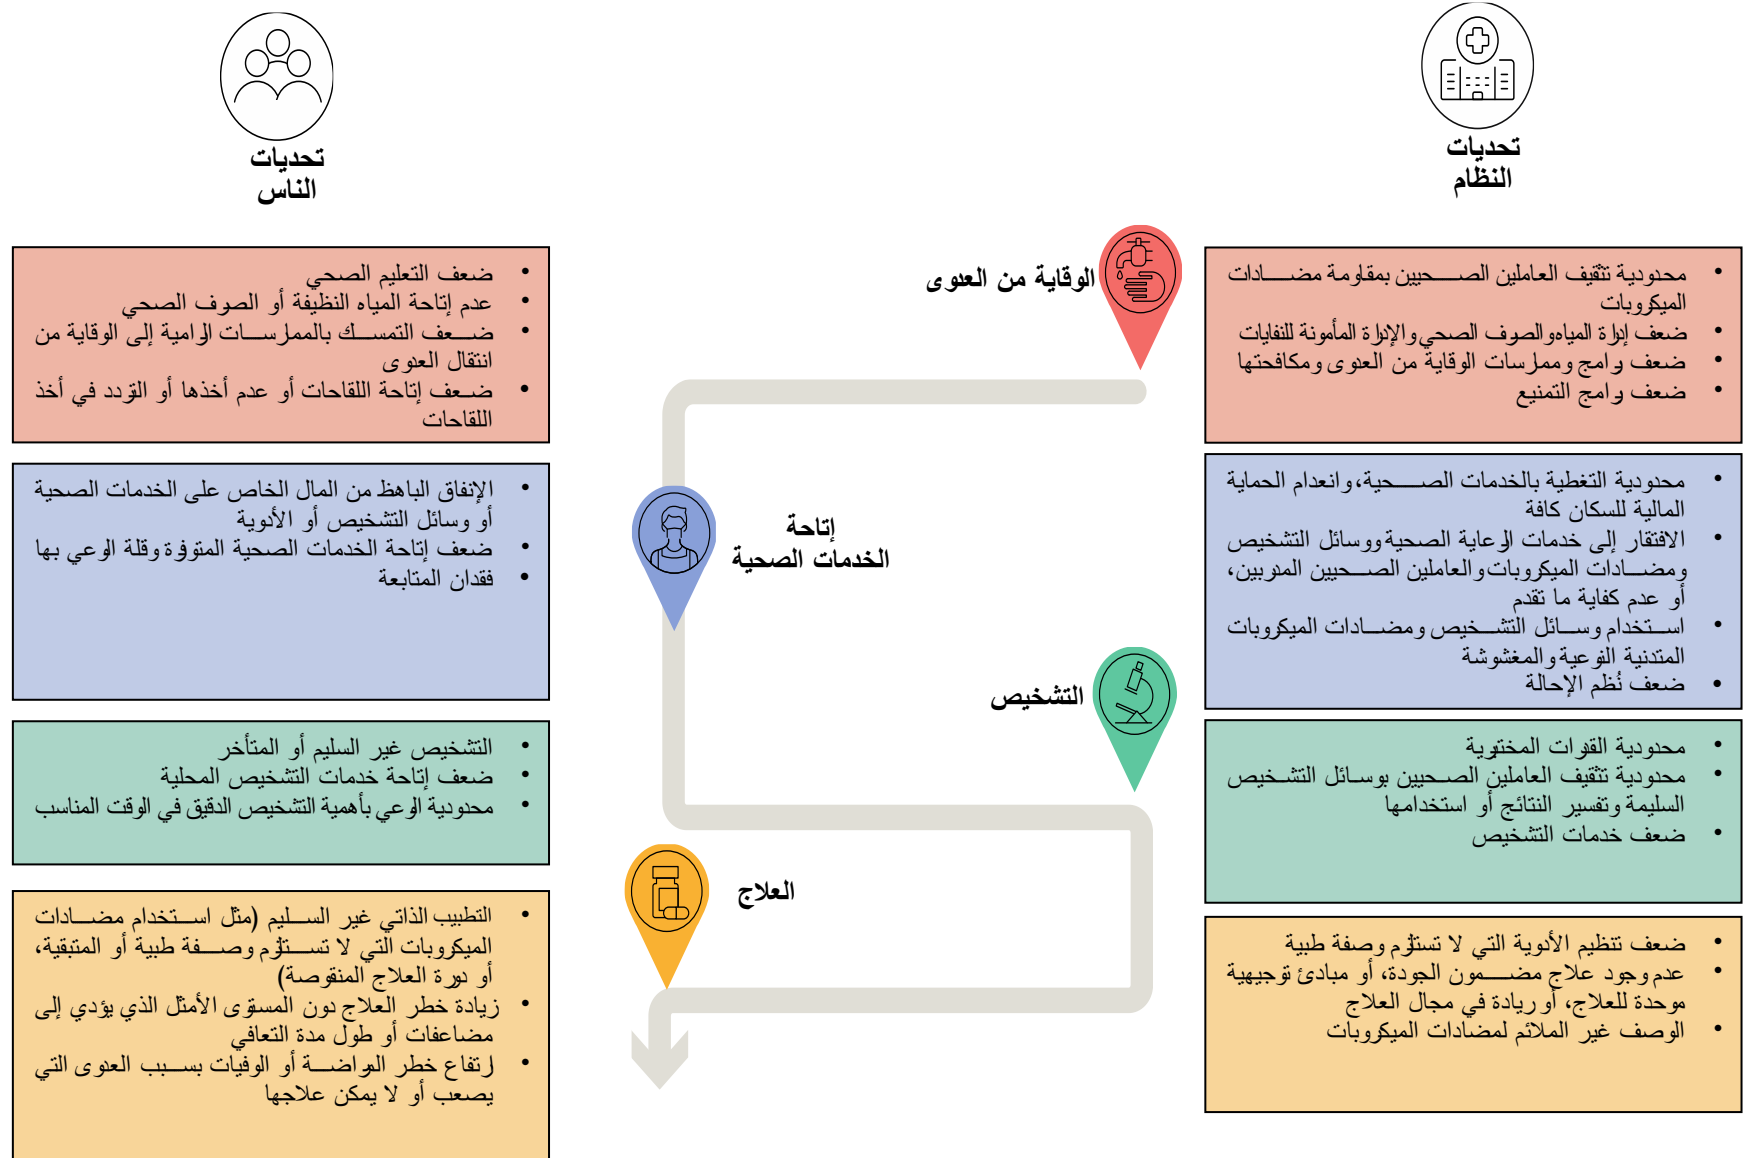 تحديات
النظام
تحديات
الناس
الوقاية من العدوى
محدودية تثقيف العاملين الصحيين بمقاومة مضادات
الميكروبات
ضعف إدارة المياه والصرف الصحي والإدارة المأمونة للنفايات
ضعف برامج وممارسات الوقاية من العدوى ومكافحتها
ضعف برامج التمنيع
ضعف التعليم الصحي
عدم إتاحة المياه النظيفة أو الصرف الصحي
ضعف التمسك بالممارسات الرامية إلى الوقاية من
انتقال العدوى
ضعف إتاحة اللقاحات أو عدم أخذها أو التردد في أخذ
اللقاحات
إتاحة
الخدمات الصحية
محدودية التغطية بالخدمات الصحية، وانعدام الحماية
المالية للسكان كافة
الافتقار إلى خدمات الرعاية الصحية ووسائل التشخيص
ومضادات الميكروبات والعاملين الصحيين المدربين،
أو عدم كفاية ما تقدم
استخدام وسائل التشخيص ومضادات الميكروبات
المتدنية النوعية والمغشوشة
ضعف نُظم الإحالة
الإنفاق الباهظ من المال الخاص على الخدمات الصحية
أو وسائل التشخيص أو الأدوية
ضعف إتاحة الخدمات الصحية المتوفرة وقلة الوعي بها
فقدان المتابعة
التشخيص
محدودية القدرات المختبرية
محدودية تثقيف العاملين الصحيين بوسائل التشخيص
السليمة وتفسير النتائج أو استخدامها
ضعف خدمات التشخيص
التشخيص غير السليم أو المتأخر
ضعف إتاحة خدمات التشخيص المحلية
محدودية الوعي بأهمية التشخيص الدقيق في الوقت المناسب
العلاج
ضعف تنظيم الأدوية التي لا تستلزم وصفة طبية
عدم وجود علاج مضمون الجودة، أو مبادئ توجيهية
موحدة للعلاج، أو ريادة في مجال العلاج
الوصف غير الملائم لمضادات الميكروبات
التطبيب الذاتي غير السليم (مثل استخدام مضادات
الميكروبات التي لا تستلزم وصفة طبية أو المتبقية،
أو دورة العلاج المنقوصة)
زيادة خطر العلاج دون المستوى الأمثل الذي يؤدي إلى
مضاعفات أو طول مدة التعافي
ارتفاع خطر المراضة أو الوفيات بسبب العدوى التي
يصعب أو لا يمكن علاجها